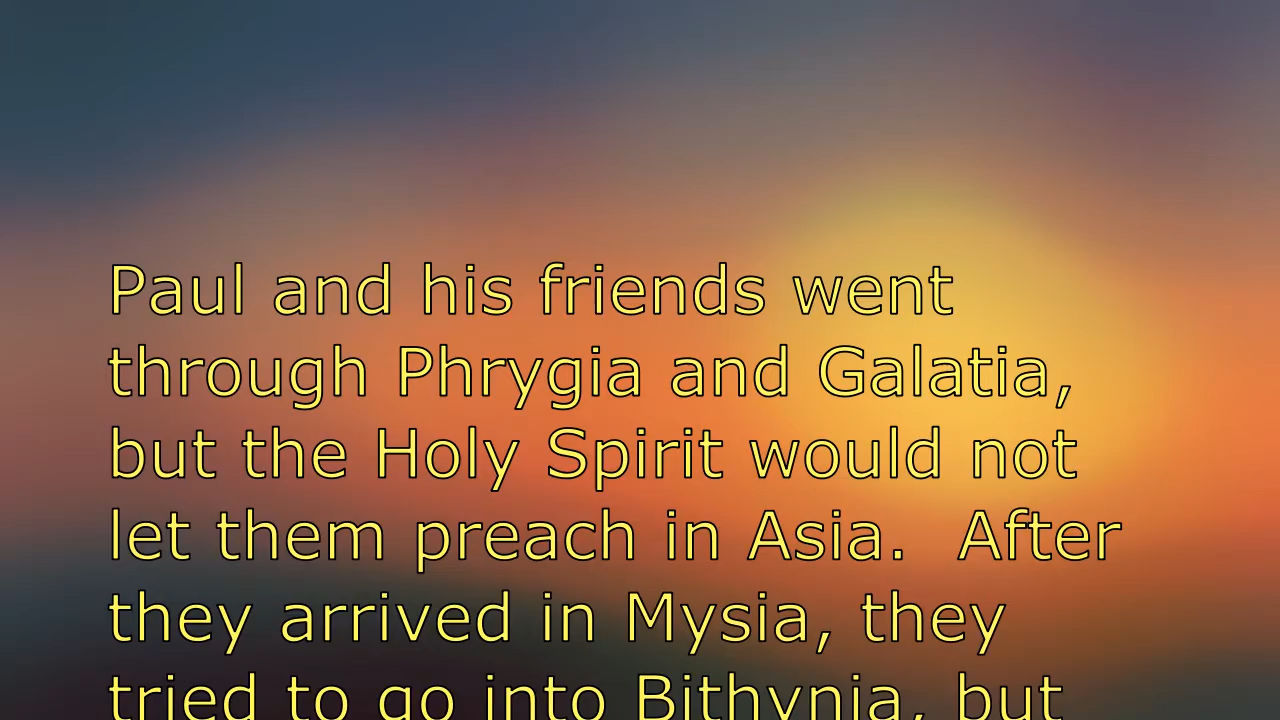 Paul and his friends went
through Phrygia and Galatia,
but the Holy Spirit would not
let them preach in Asia.  After
they arrived in Mysia, they
tried to go into Bithynia, but